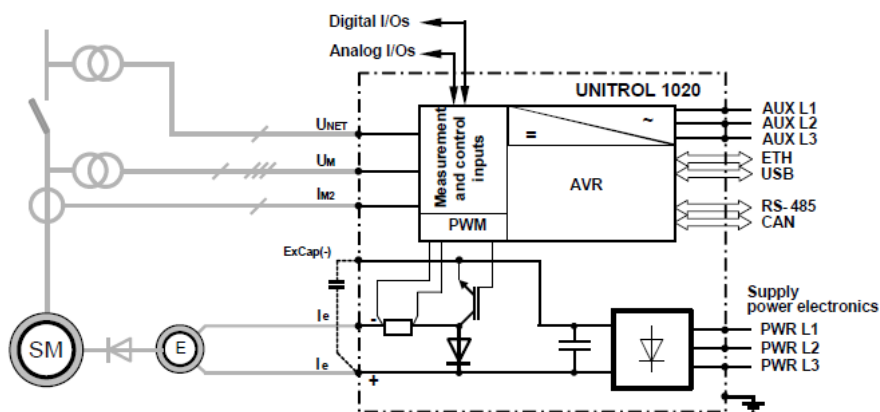 Digital I/Os
Analog I/Os
UNITROL 1020
UNET
UM
IM2
Measurement
and control
inputs
PWM
=
~
AVR
AUX L1
AUX L2
AUX L3
ETH
USB
RS-485
CAN
ExCap(-)
Ie
-
Ie
+
SM
E
Supply
power electronics
PWR L1
PWR L2
PWR L3